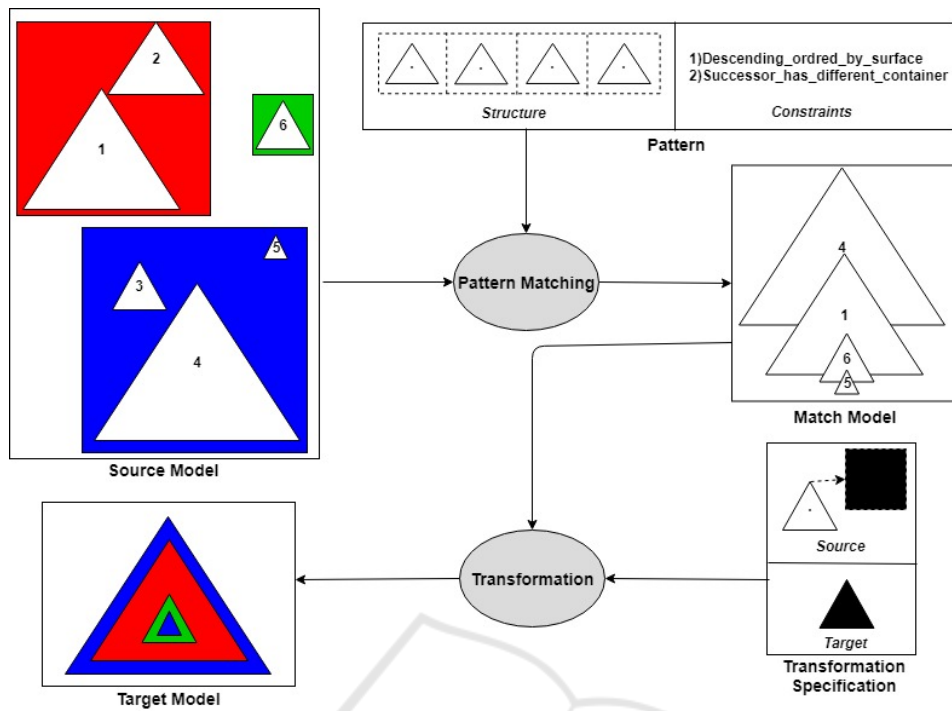 2
1
6
5
3
4
Source Model
1)Descending_ordred_by_surface
2)Successor_has_different_container
Structure
Constraints
Pattern
Pattern Matching
4
1
6
5
Match Model
Source
Target
Transformation
Specification
Transformation
Target Model